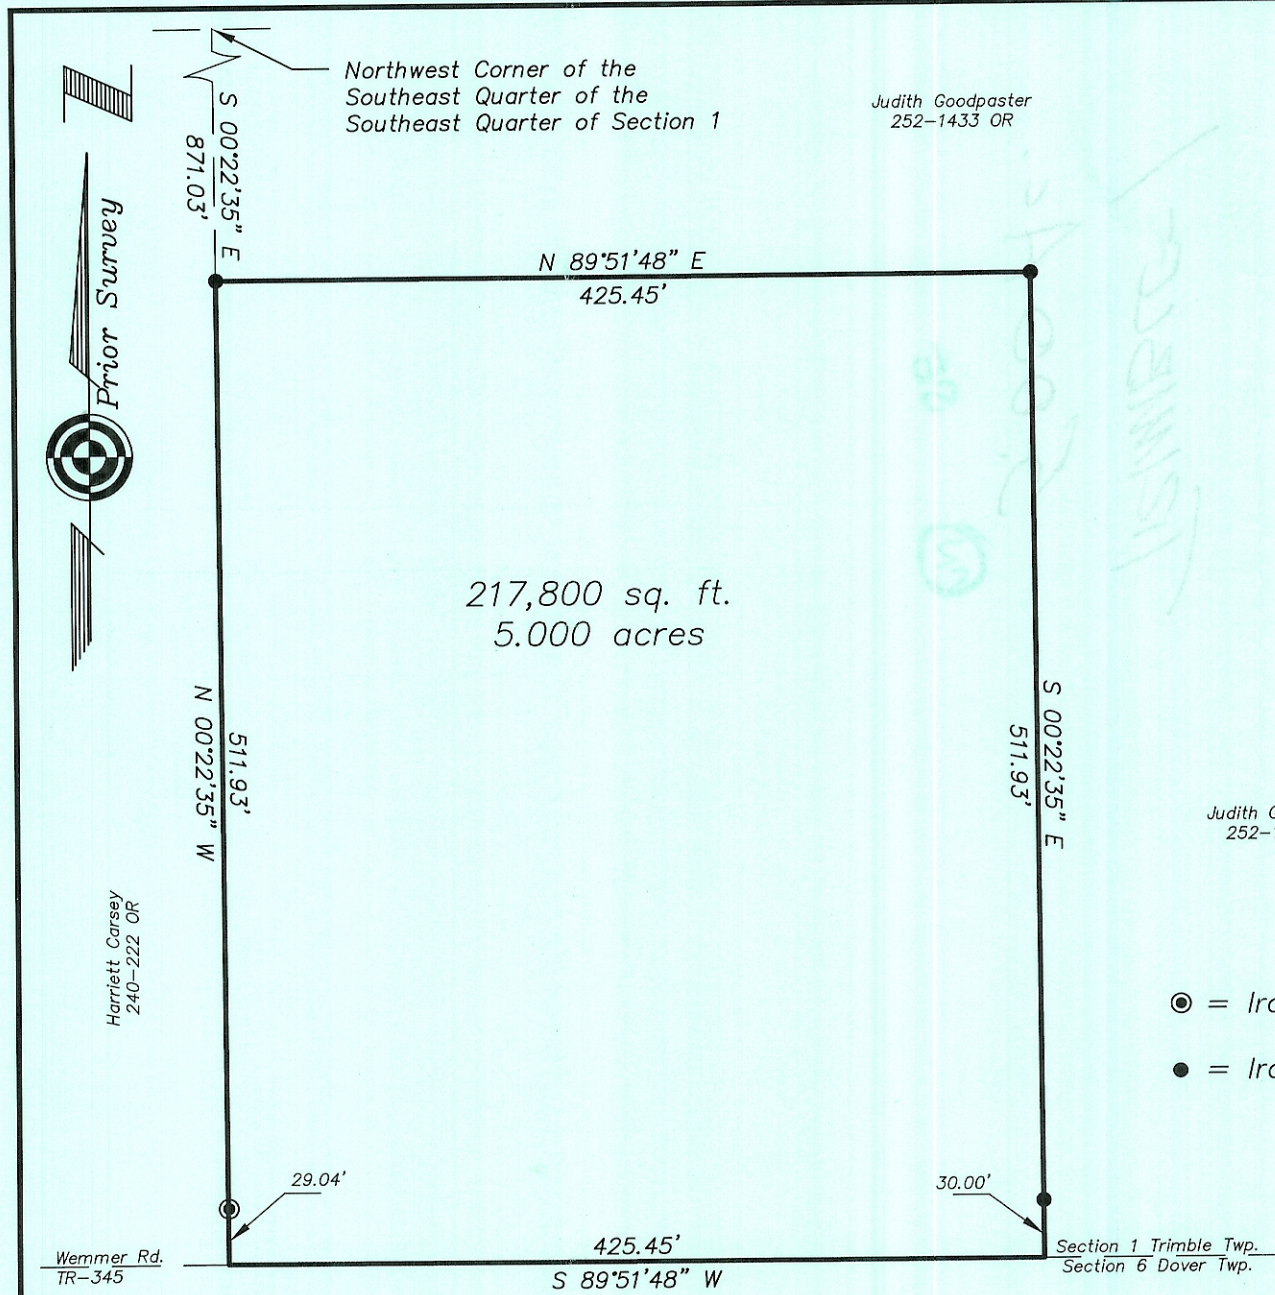 Northwest Corner of the
Southeast Quarter of the
Southeast Quarter of Section 1
Judith Goodpaster
252-1433 OR
S 00°22'35" E
871.03'
Prior Survey
N 89°51'48" E
425.45'
217,800 sq. ft.
5.000 acres
N 00°22'35" W
511.93'
S 00°22'35" E
511.93'
Judith
252-
Harriett Carsey
240-222 OR
=
=
29.04'
30.00'
Wemmer Rd.
TR-345
425.45'
S 89°51'48" W
Section 1 Trimble Twp.
Section 6 Dover Twp.